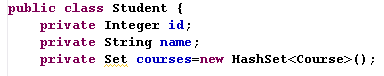 public class Student {
    private Integer id;
    private String name;
    private Set courses=new HashSet<Course>();